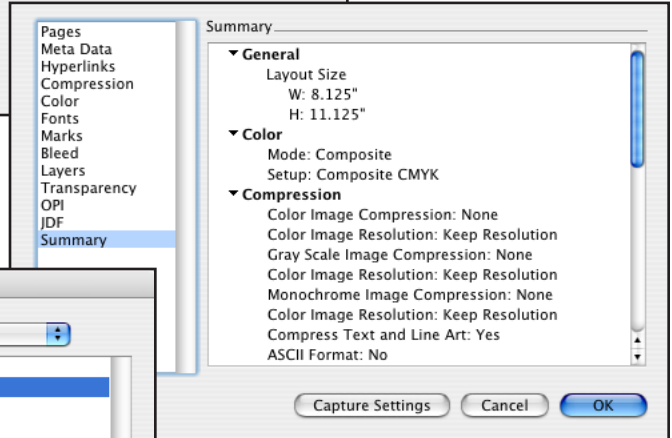 Pages
Meta Data
Hyperlinks
Compression
Color
Fonts
Marks
Bleed
Layers
Transparency
OPI
JDF
Summary
Summary
General
Layout Size
W: 8.125"
H: 11.125"
Color
Mode: Composite
Setup: Composite CMYK
Compression
Color Image Compression: None
Color Image Resolution: Keep Resolution
Gray Scale Image Compression: None
Color Image Resolution: Keep Resolution
Monochrome Image Compression: None
Color Image Resolution: Keep Resolution
Compress Text and Line Art: Yes
ASCII Format: No
Capture Settings
Cancel
OK